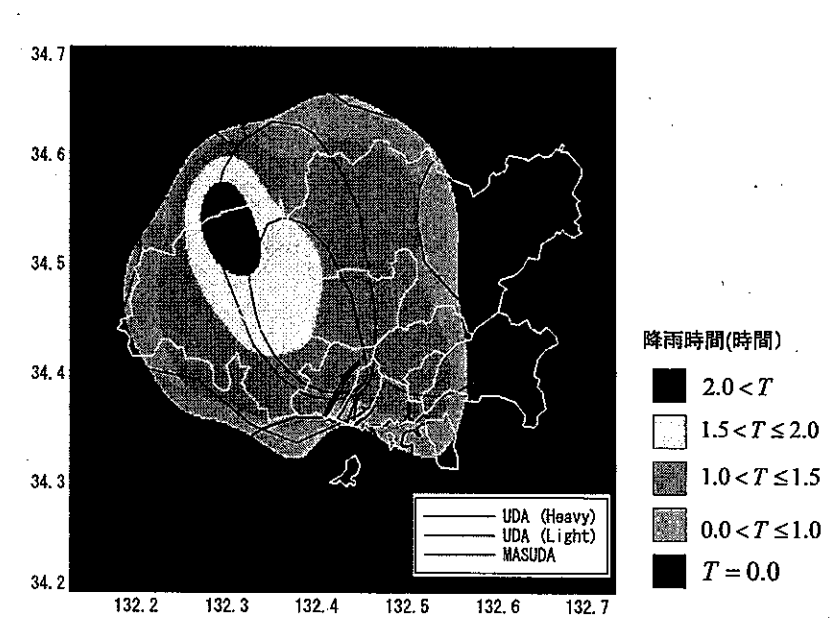 34.7
34.6
34.5
34.4
34.3
34.2
132.2 132.3 132.4 132.5 132.6 132.7
UDA (Heavy)
UDA (Light)
MASUDA
降雨時間(時間)
2.0<T
1.5<T≤2.0
1.0<T≤1.5
0.0<T≤1.0
T=0.0